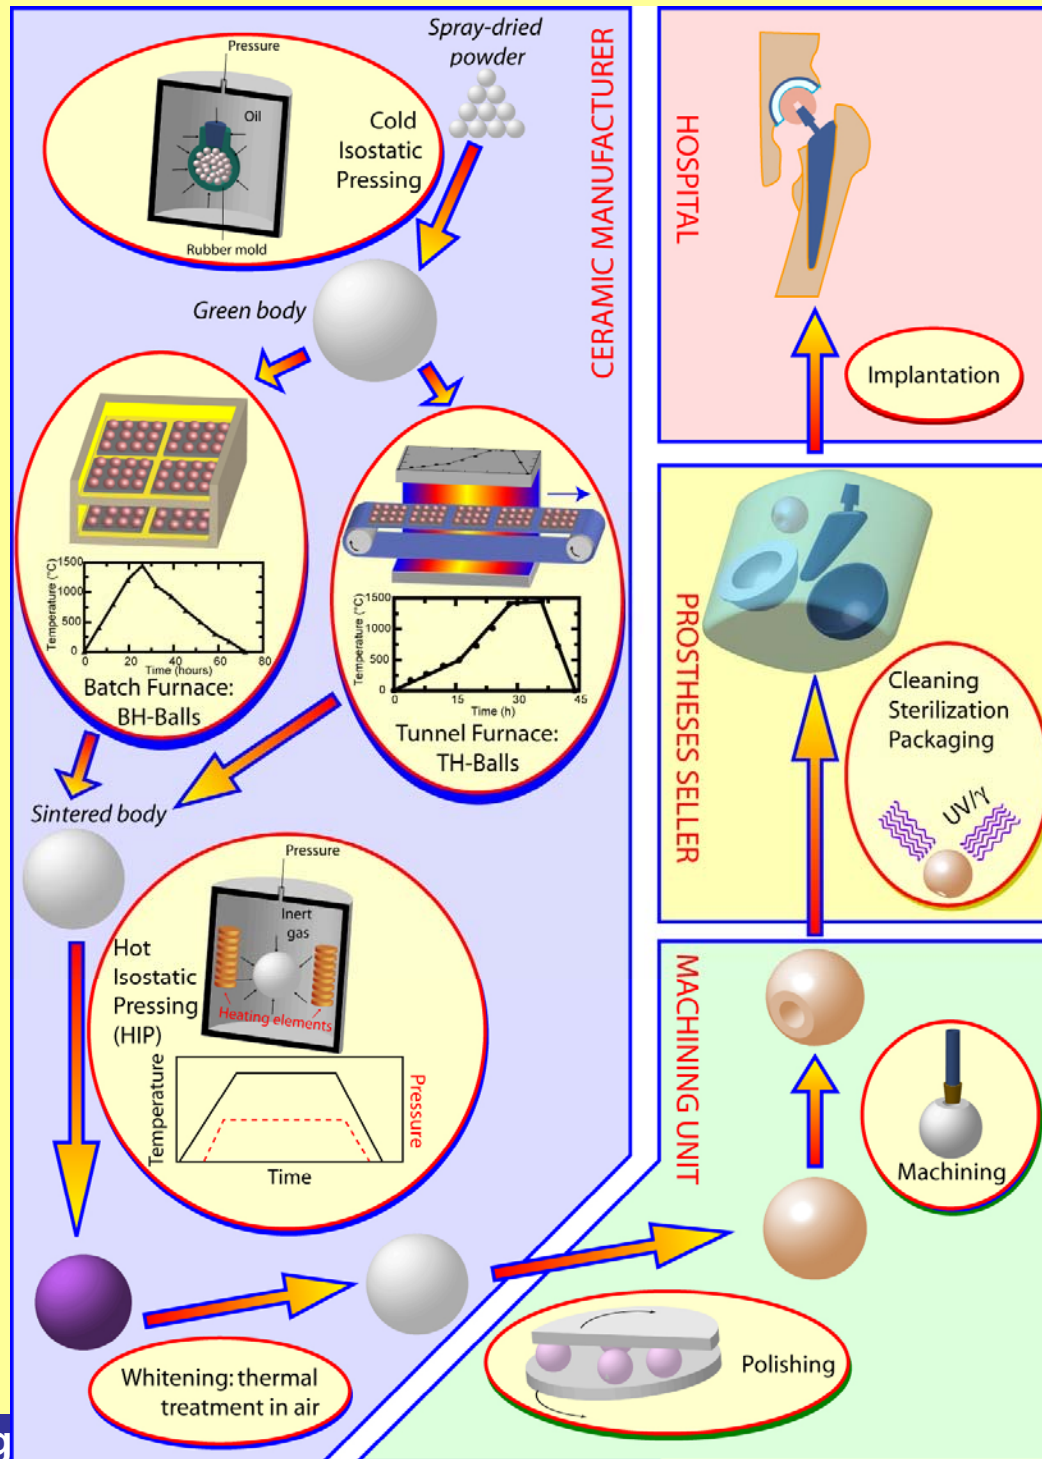 Spray-dried
powder
Pressure
Oil
Rubber mold
Cold
Isostatic
Pressing
CERAMIC MANUFACTURER
Green body
Temperature (°C)
1500
1000
500
0
0
20
40
60
80
Time (hours)
Batch Furnace:
BH-Balls
Temperature (°C)
1500
1000
500
0
0
15
30
45
Time (h)
Tunnel Furnace:
TH-Balls
Sintered body
Pressure
Inert
gas
Heating elements
Hot
Isostatic
Pressing
(HIP)
Temperature
Pressure
Time
Whitening: thermal
treatment in air
g
MACHINING UNIT
Polishing
Machining
PROSTHESES SELLER
Cleaning
Sterilization
Packaging
UV/γ
HOSPITAL
Implantation